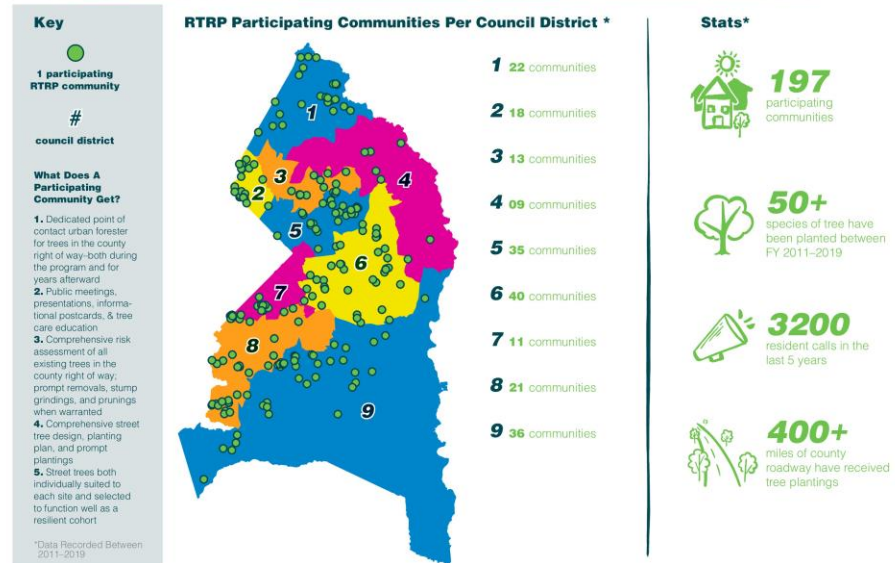 Key
1 participating
RTRP community
#
council district
What Does A
Participating
Community Get?
1. Dedicated point of
contact urban forester
for trees in the county
right of way–both during
the program and for
years afterward
2. Public meetings,
presentations, informa-
tional postcards, & tree
care education
3. Comprehensive risk
assessment of all
existing trees in the
county right of way;
prompt removals, stump
grindings, and prunings
when warranted
4. Comprehensive street
tree design, planting
plan, and prompt
plantings
5. Street trees both
individually suited to
each site and selected
to function well as a
resilient cohort
*Data Recorded Between
2011–2019
RTRP Participating Communities Per Council District *
1
2
3
4
5
6
7
8
9
1 22 communities
2 18 communities
3 13 communities
4 09 communities
5 35 communities
6 40 communities
7 11 communities
8 21 communities
9 36 communities
Stats*
197
participating
communities
50+
species of tree have
been planted between
FY 2011–2019
3200
resident calls in the
last 5 years
400+
miles of county
roadway have received
tree plantings